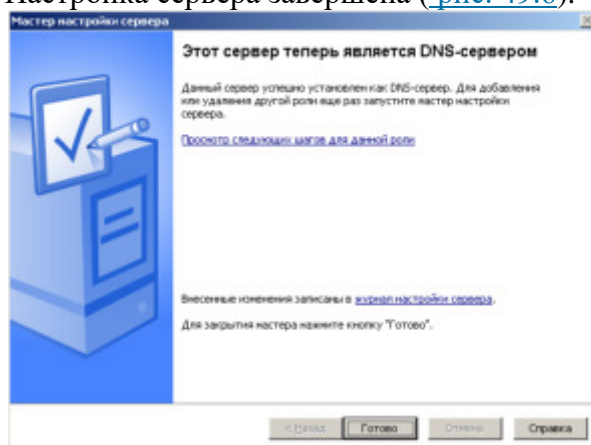 Настройка сервера завершена (рис. 49.6).
Мастер настройки сервера
Этот сервер теперь является DNS-сервером
Данный сервер успешно установлен как DNS-сервер. Для добавления
или удаления другой роли еще раз запустите мастер настройки
сервера.
Просмотр следующих шагов для данной роли
Внесенные изменения записаны в журнал настройки сервера.
Для закрытия мастера нажмите кнопку "Готово".
< Назад Готово Отмена Справка